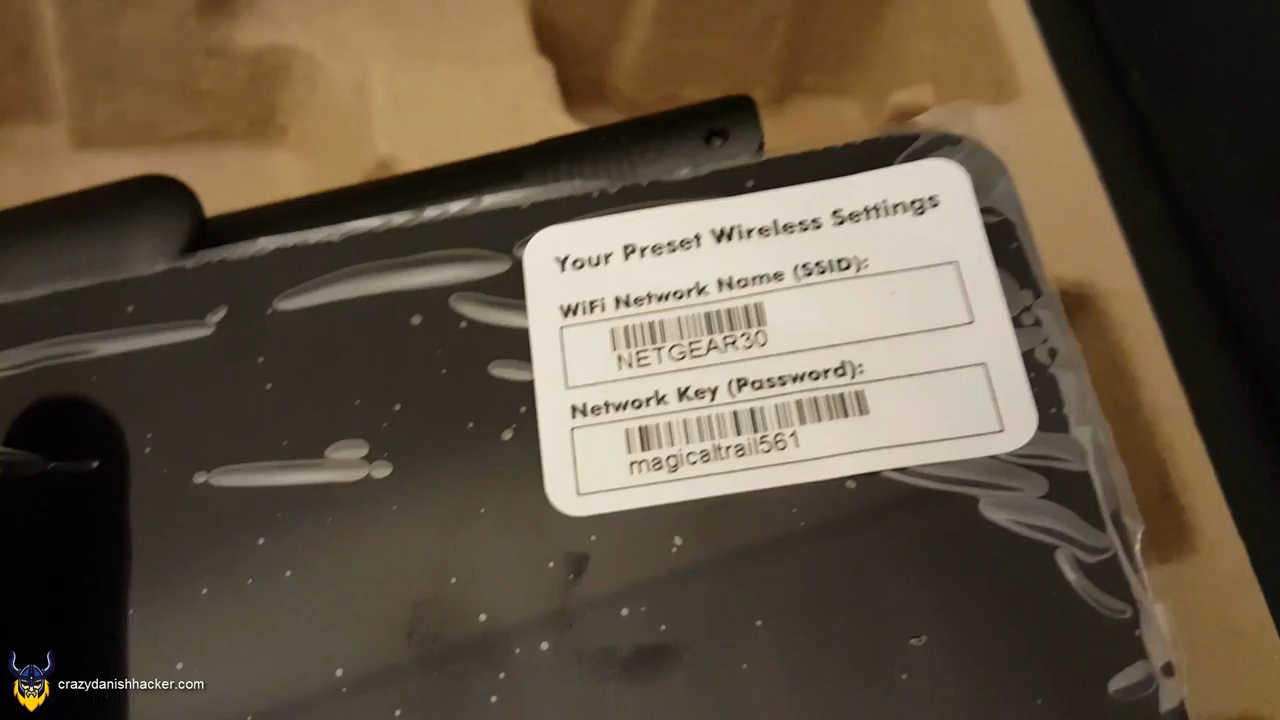 Your Preset Wireless Settings
WiFi Network Name (SSID):
NETGEAR30
Network Key (Password):
magicaltrail561
crazydanishhacker.com